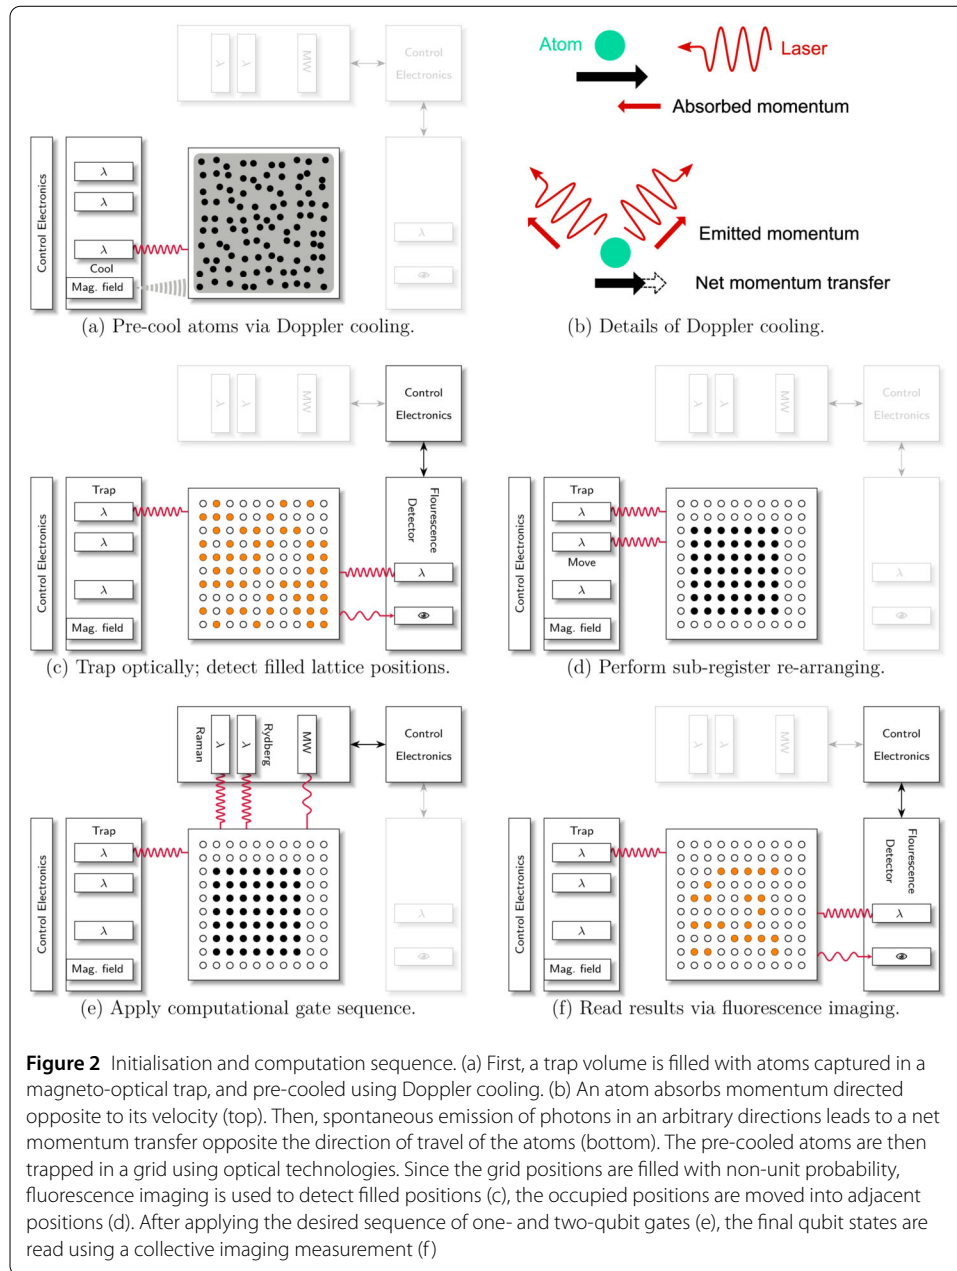 λ
λ
MW
Control
Electronics
Control Electronics
λ
λ
λ
Cool
Mag. field
λ
(a) Pre-cool atoms via Doppler cooling.
Atom
Laser
Absorbed momentum
Emitted momentum
Net momentum transfer
(b) Details of Doppler cooling.
λ
λ
MW
Control
Electronics
Control Electronics
Trap
λ
λ
λ
Mag. field
Flourescence
Detector
λ
(c) Trap optically; detect filled lattice positions.
λ
λ
MW
Control
Electronics
Control Electronics
Trap
λ
λ
Move
λ
Mag. field
λ
(d) Perform sub-register re-arranging.
Raman
λ
λ
Rydberg
MW
Control
Electronics
Control Electronics
Trap
λ
λ
λ
Mag. field
λ
(e) Apply computational gate sequence.
λ
λ
MW
Control
Electronics
Control Electronics
Trap
λ
λ
λ
Mag. field
Flourescence
Detector
λ
(f) Read results via fluorescence imaging.
Figure 2 Initialisation and computation sequence. (a) First, a trap volume is filled with atoms captured in a
magneto-optical trap, and pre-cooled using Doppler cooling. (b) An atom absorbs momentum directed
opposite to its velocity (top). Then, spontaneous emission of photons in an arbitrary directions leads to a net
momentum transfer opposite the direction of travel of the atoms (bottom). The pre-cooled atoms are then
trapped in a grid using optical technologies. Since the grid positions are filled with non-unit probability,
fluorescence imaging is used to detect filled positions (c), the occupied positions are moved into adjacent
positions (d). After applying the desired sequence of one- and two-qubit gates (e), the final qubit states are
read using a collective imaging measurement (f)